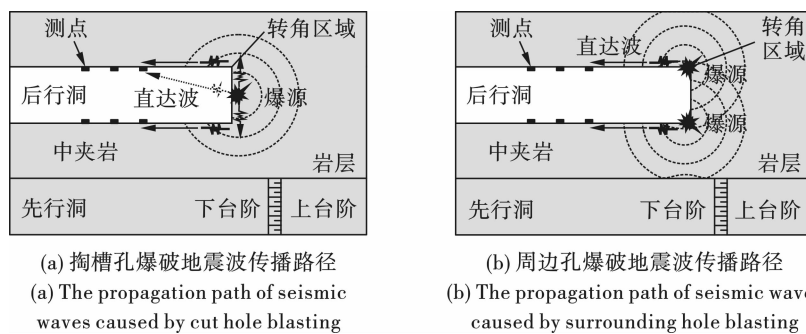 测点
转角区域
后行洞
直达波
爆源
中夹岩
岩层
先行洞
下台阶
上台阶
(a) 掏槽孔爆破地震波传播路径
(a) The propagation path of seismic
waves caused by cut hole blasting
测点
直达波
转角
区域
后行洞
爆源
爆源
中夹岩
岩层
先行洞
下台阶
上台阶
(b) 周边孔爆破地震波传播路径
(b) The propagation path of seismic wav
caused by surrounding hole blasting